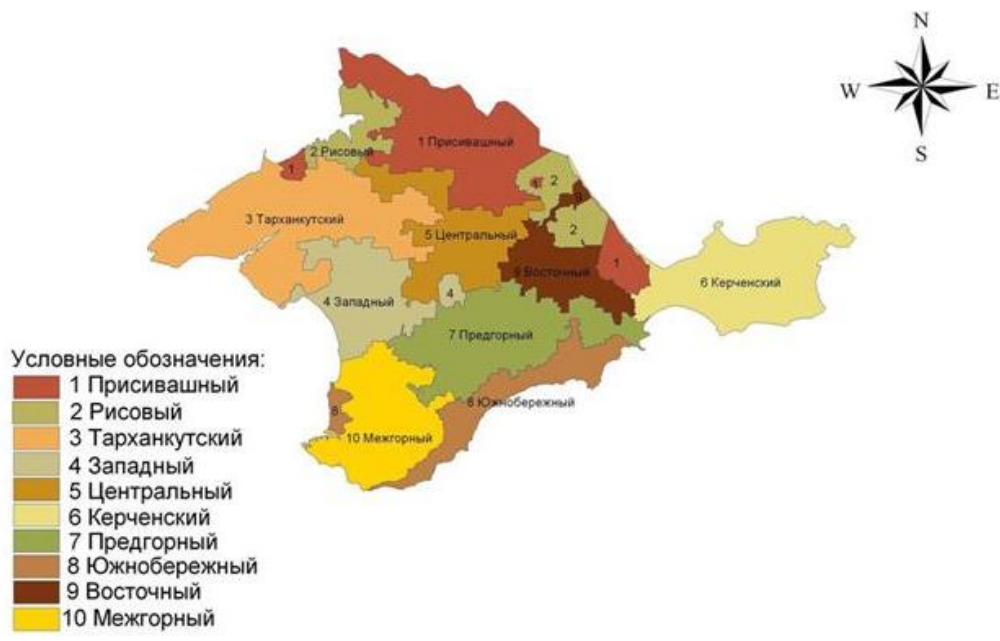 N
W E
S
1 Присивашный
2 Рисовый
1
1
2
9
3 Тарханкутский
2
5 Центральный
1
9 Восточный
6 Керченский
4
4 Западный
7 Предгорный
8 Южнобережный
8
10 Межгорный
Условные обозначения:
1 Присивашный
2 Рисовый
3 Тарханкутский
4 Западный
5 Центральный
6 Керченский
7 Предгорный
8 Южнобережный
9 Восточный
10 Межгорный